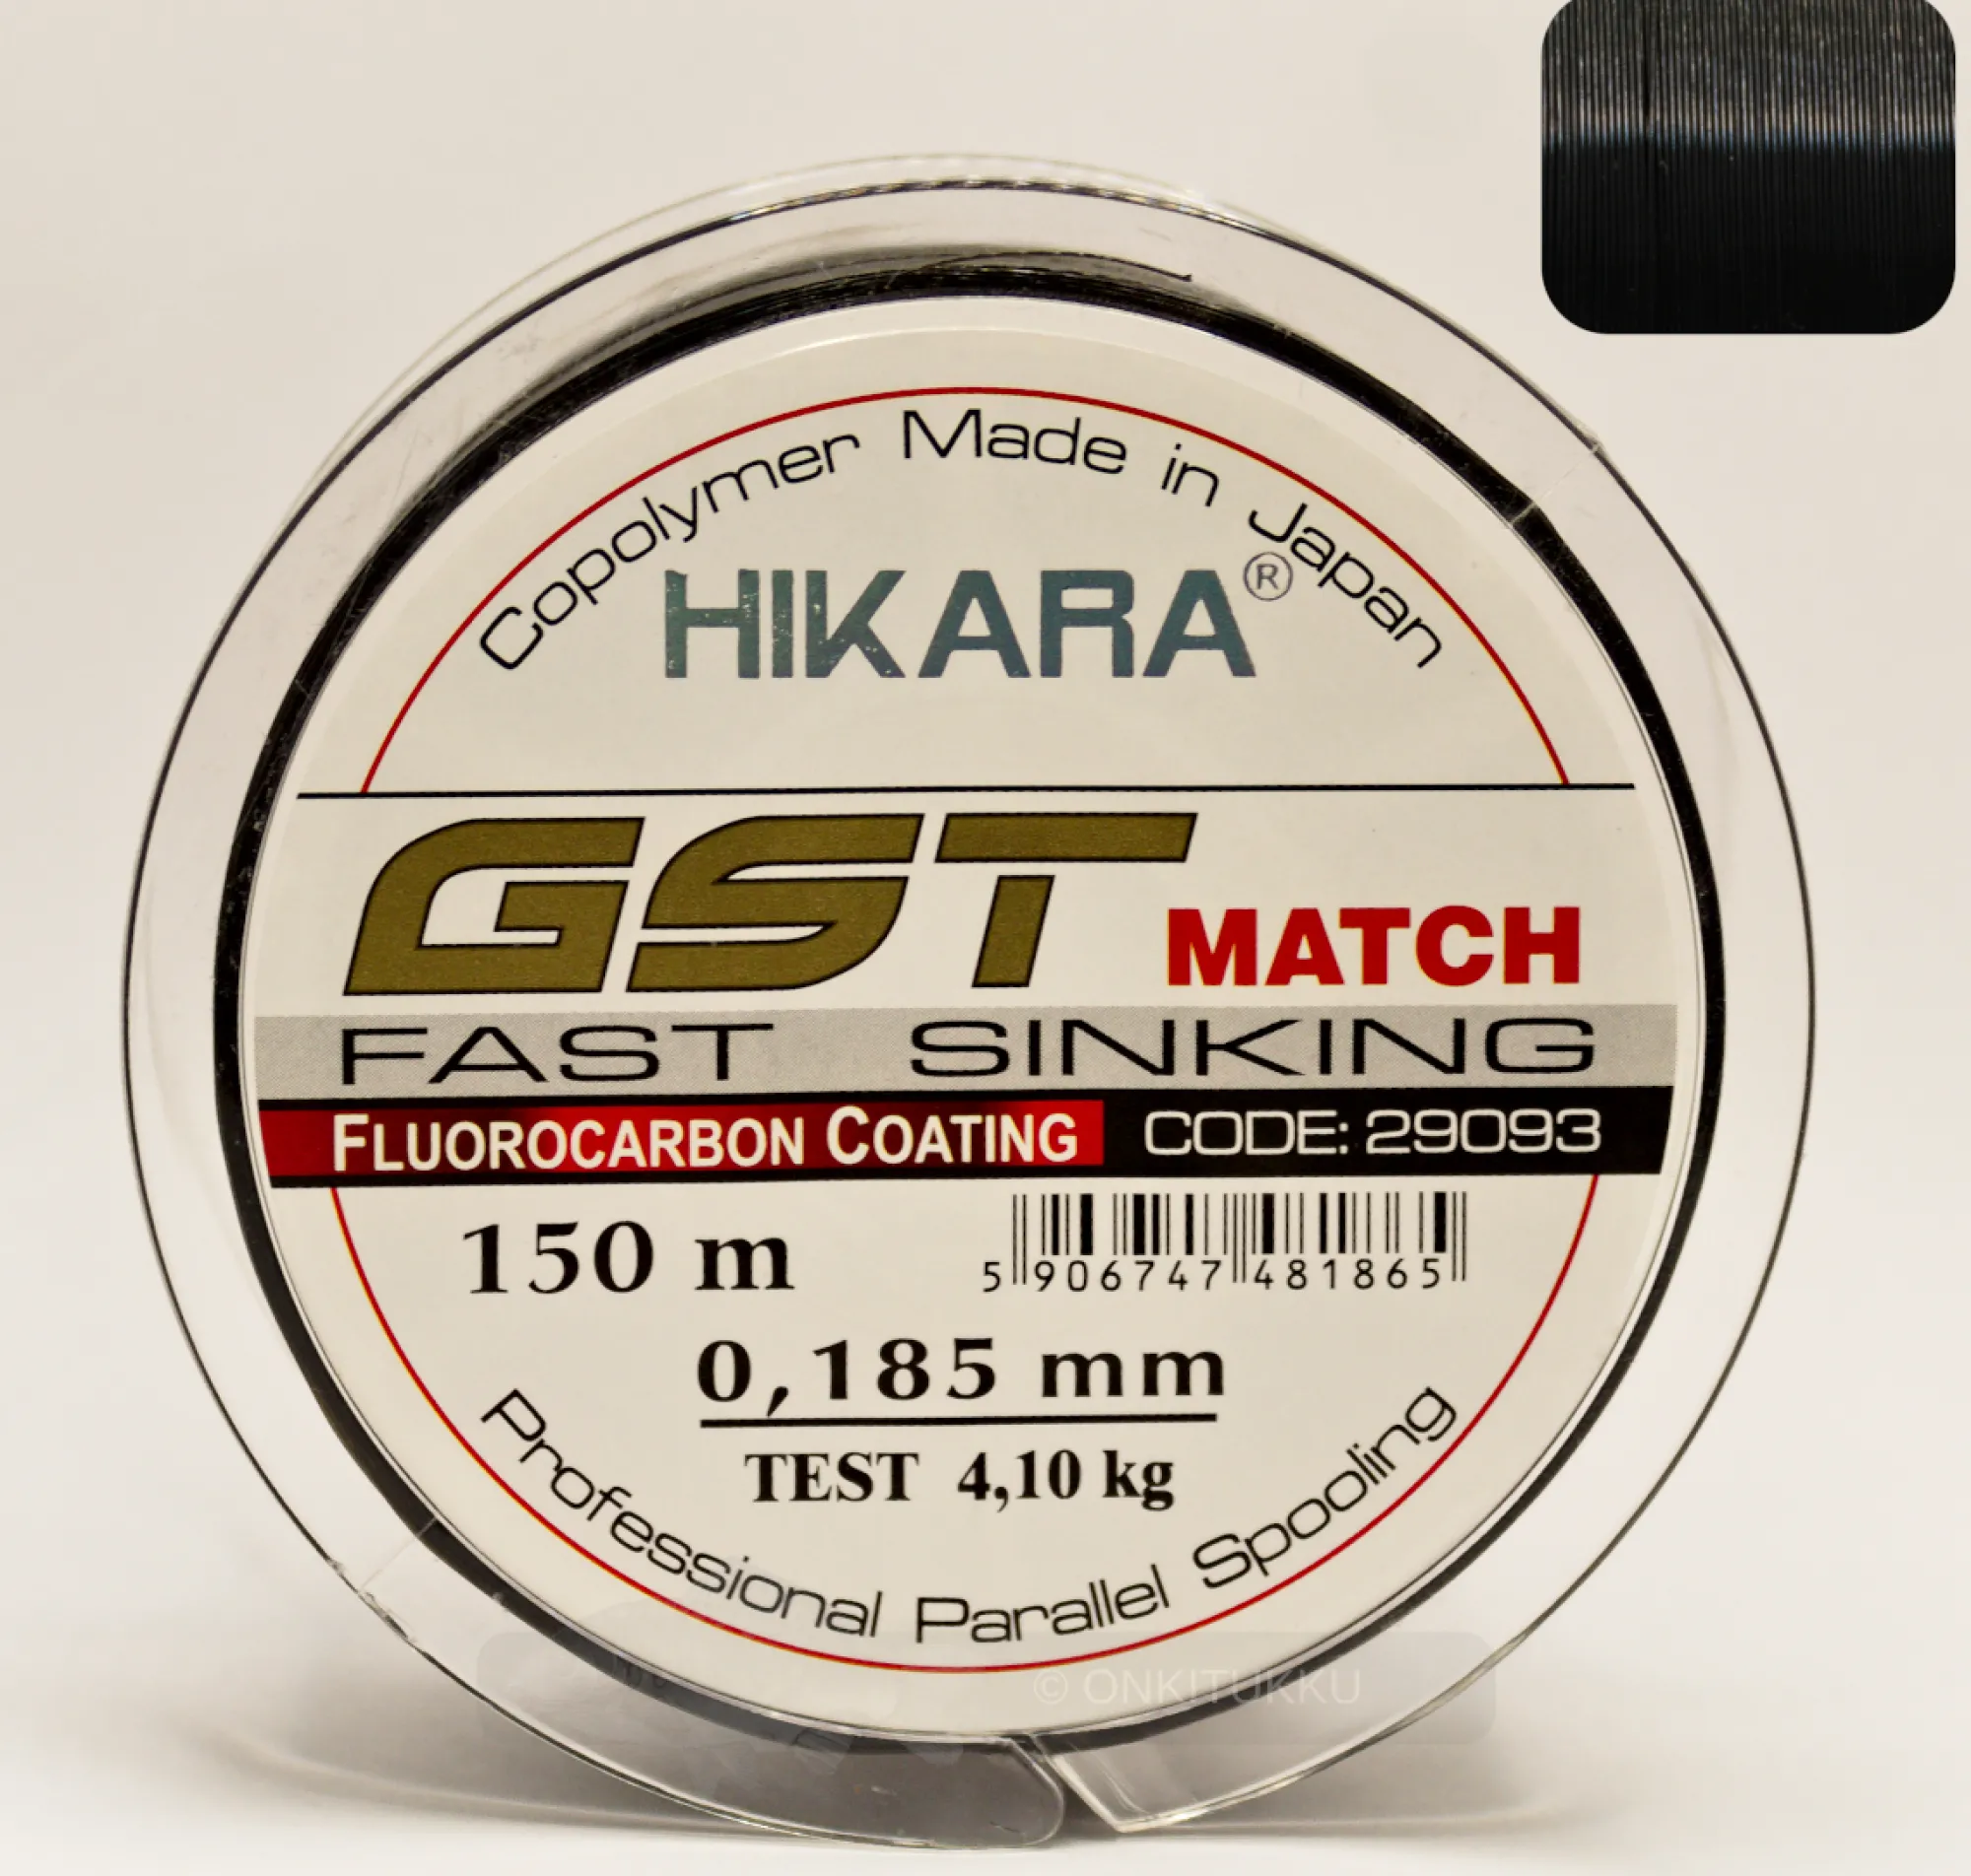 Copolymer Made in Japan
HIKARA®
GST MATCH
FAST SINKING
FLUOROCARBON COATING CODE: 29093
150 m
5 906747 481865
0,185 mm
TEST 4,10 kg
Professional Parallel Spooling
© ONKITUKKU